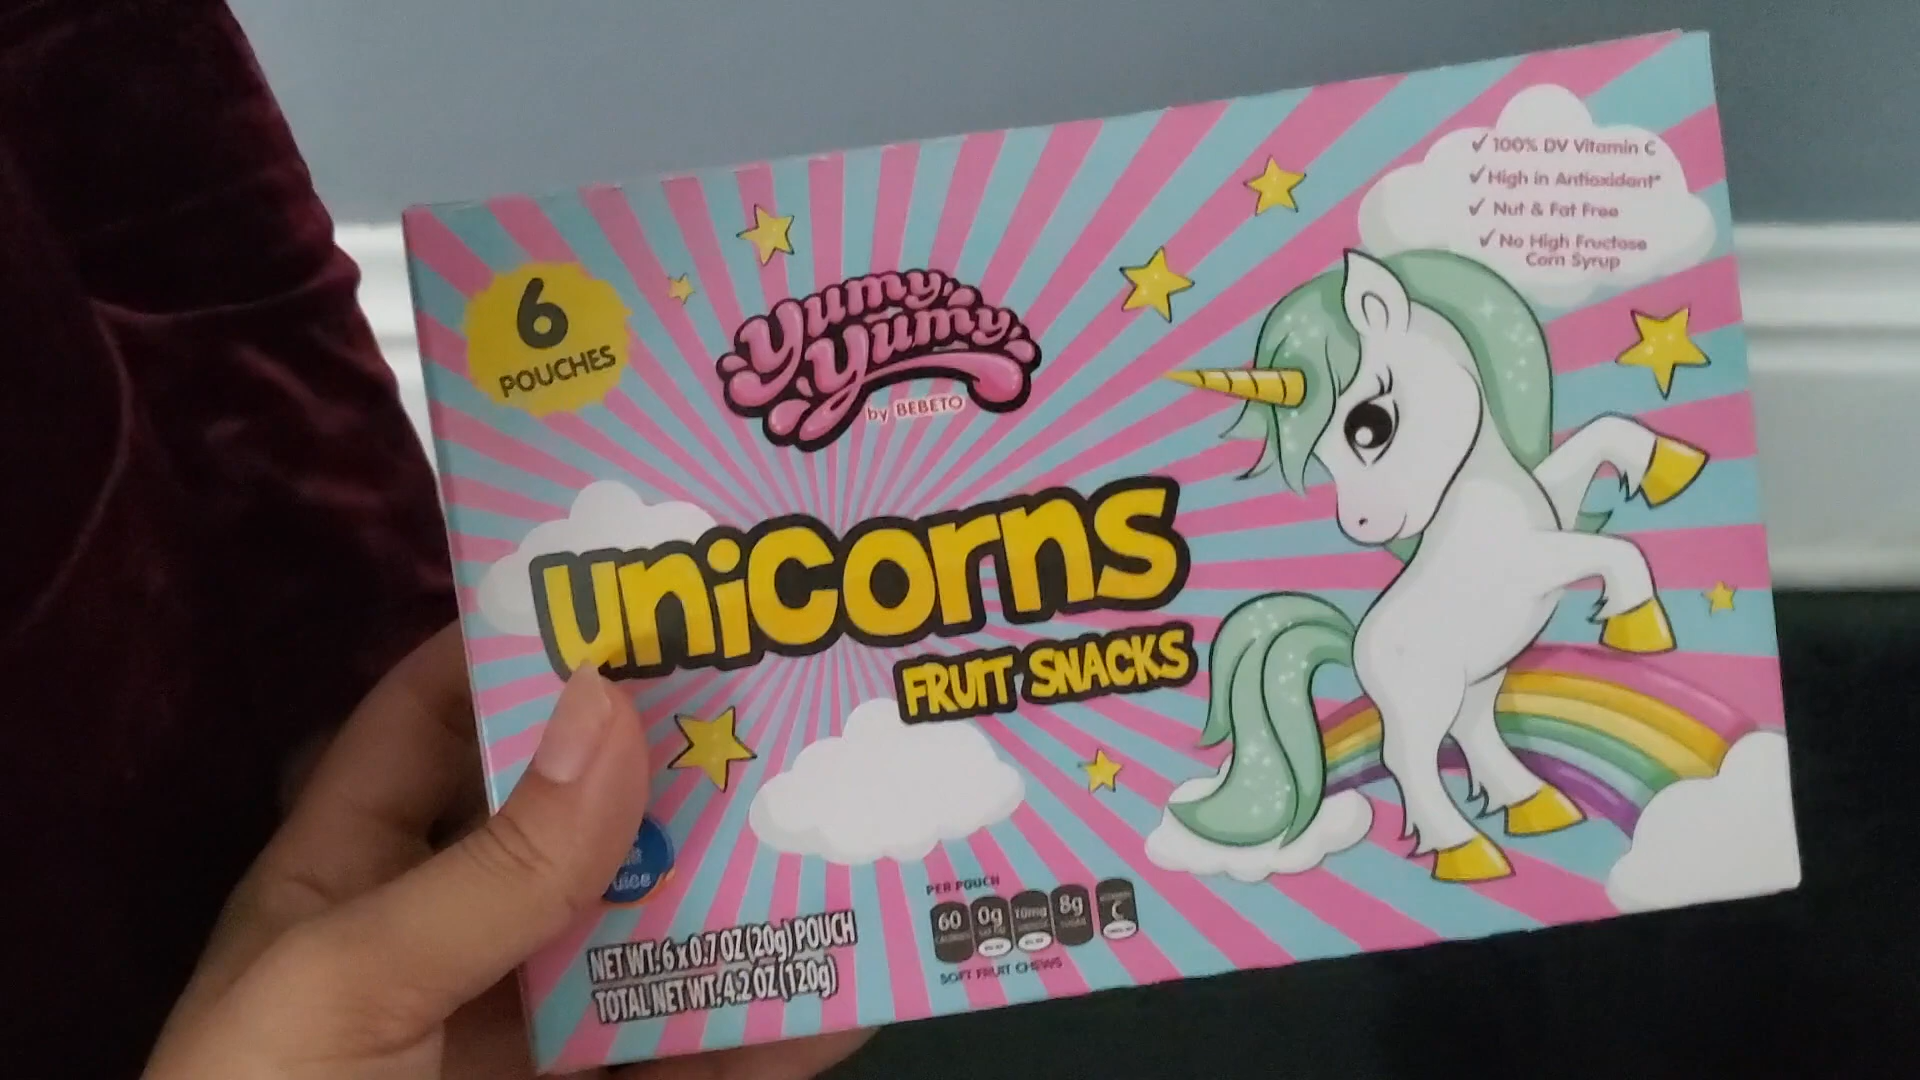 6
POUCHES
Yumy,
Yumy,
by BEBETO
✓ 100% DV Vitamin C
✓ High in Antioxidant*
✓ Nut & Fat Free
✓ No High Fructose
Corn Syrup
unicorns
FRUIT SNACKS
NET WT: 6 x 0.7 OZ (20g) POUCH
TOTAL NET WT: 4.2 OZ (120g)
PER POUCH
60
0g
10mg
8g
C
SOFT FRUIT CHEWS